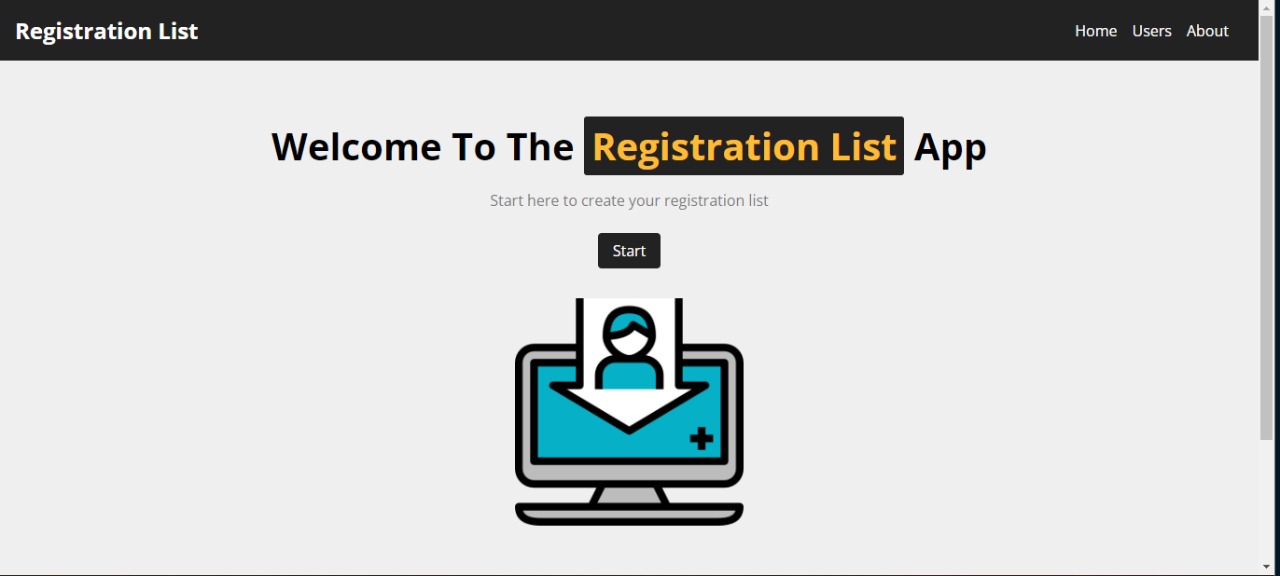 Registration List
Home Users About
Welcome To The Registration List App
Start here to create your registration list
Start